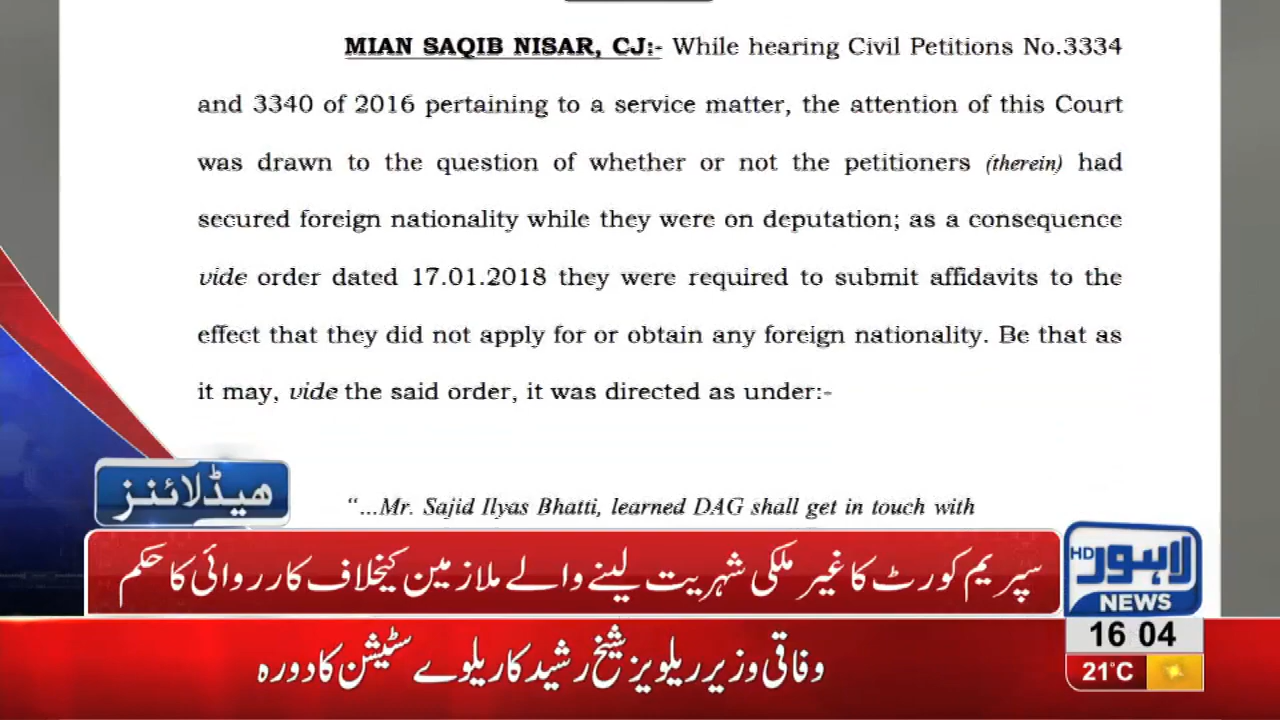 MIAN SAQIB NISAR, CJ:- While hearing Civil Petitions No.3334
and 3340 of 2016 pertaining to a service matter, the attention of this Court
was drawn to the question of whether or not the petitioners (therein) had
secured foreign nationality while they were on deputation; as a consequence
vide order dated 17.01.2018 they were required to submit affidavits to the
effect that they did not apply for or obtain any foreign nationality. Be that as
it may, vide the said order, it was directed as under:-
“...Mr. Sajid Ilyas Bhatti, learned DAG shall get in touch with
ھیڈلائنز
سپریم کورٹ کا غیر ملکی شہریت لینے والے ملازمین کیخلاف کارروائی کا حکم
HD لاہور
NEWS
16 04
21°C
وفاقی وزیر ریلویز شیخ رشید کا ریلوے سٹیشن کا دورہ